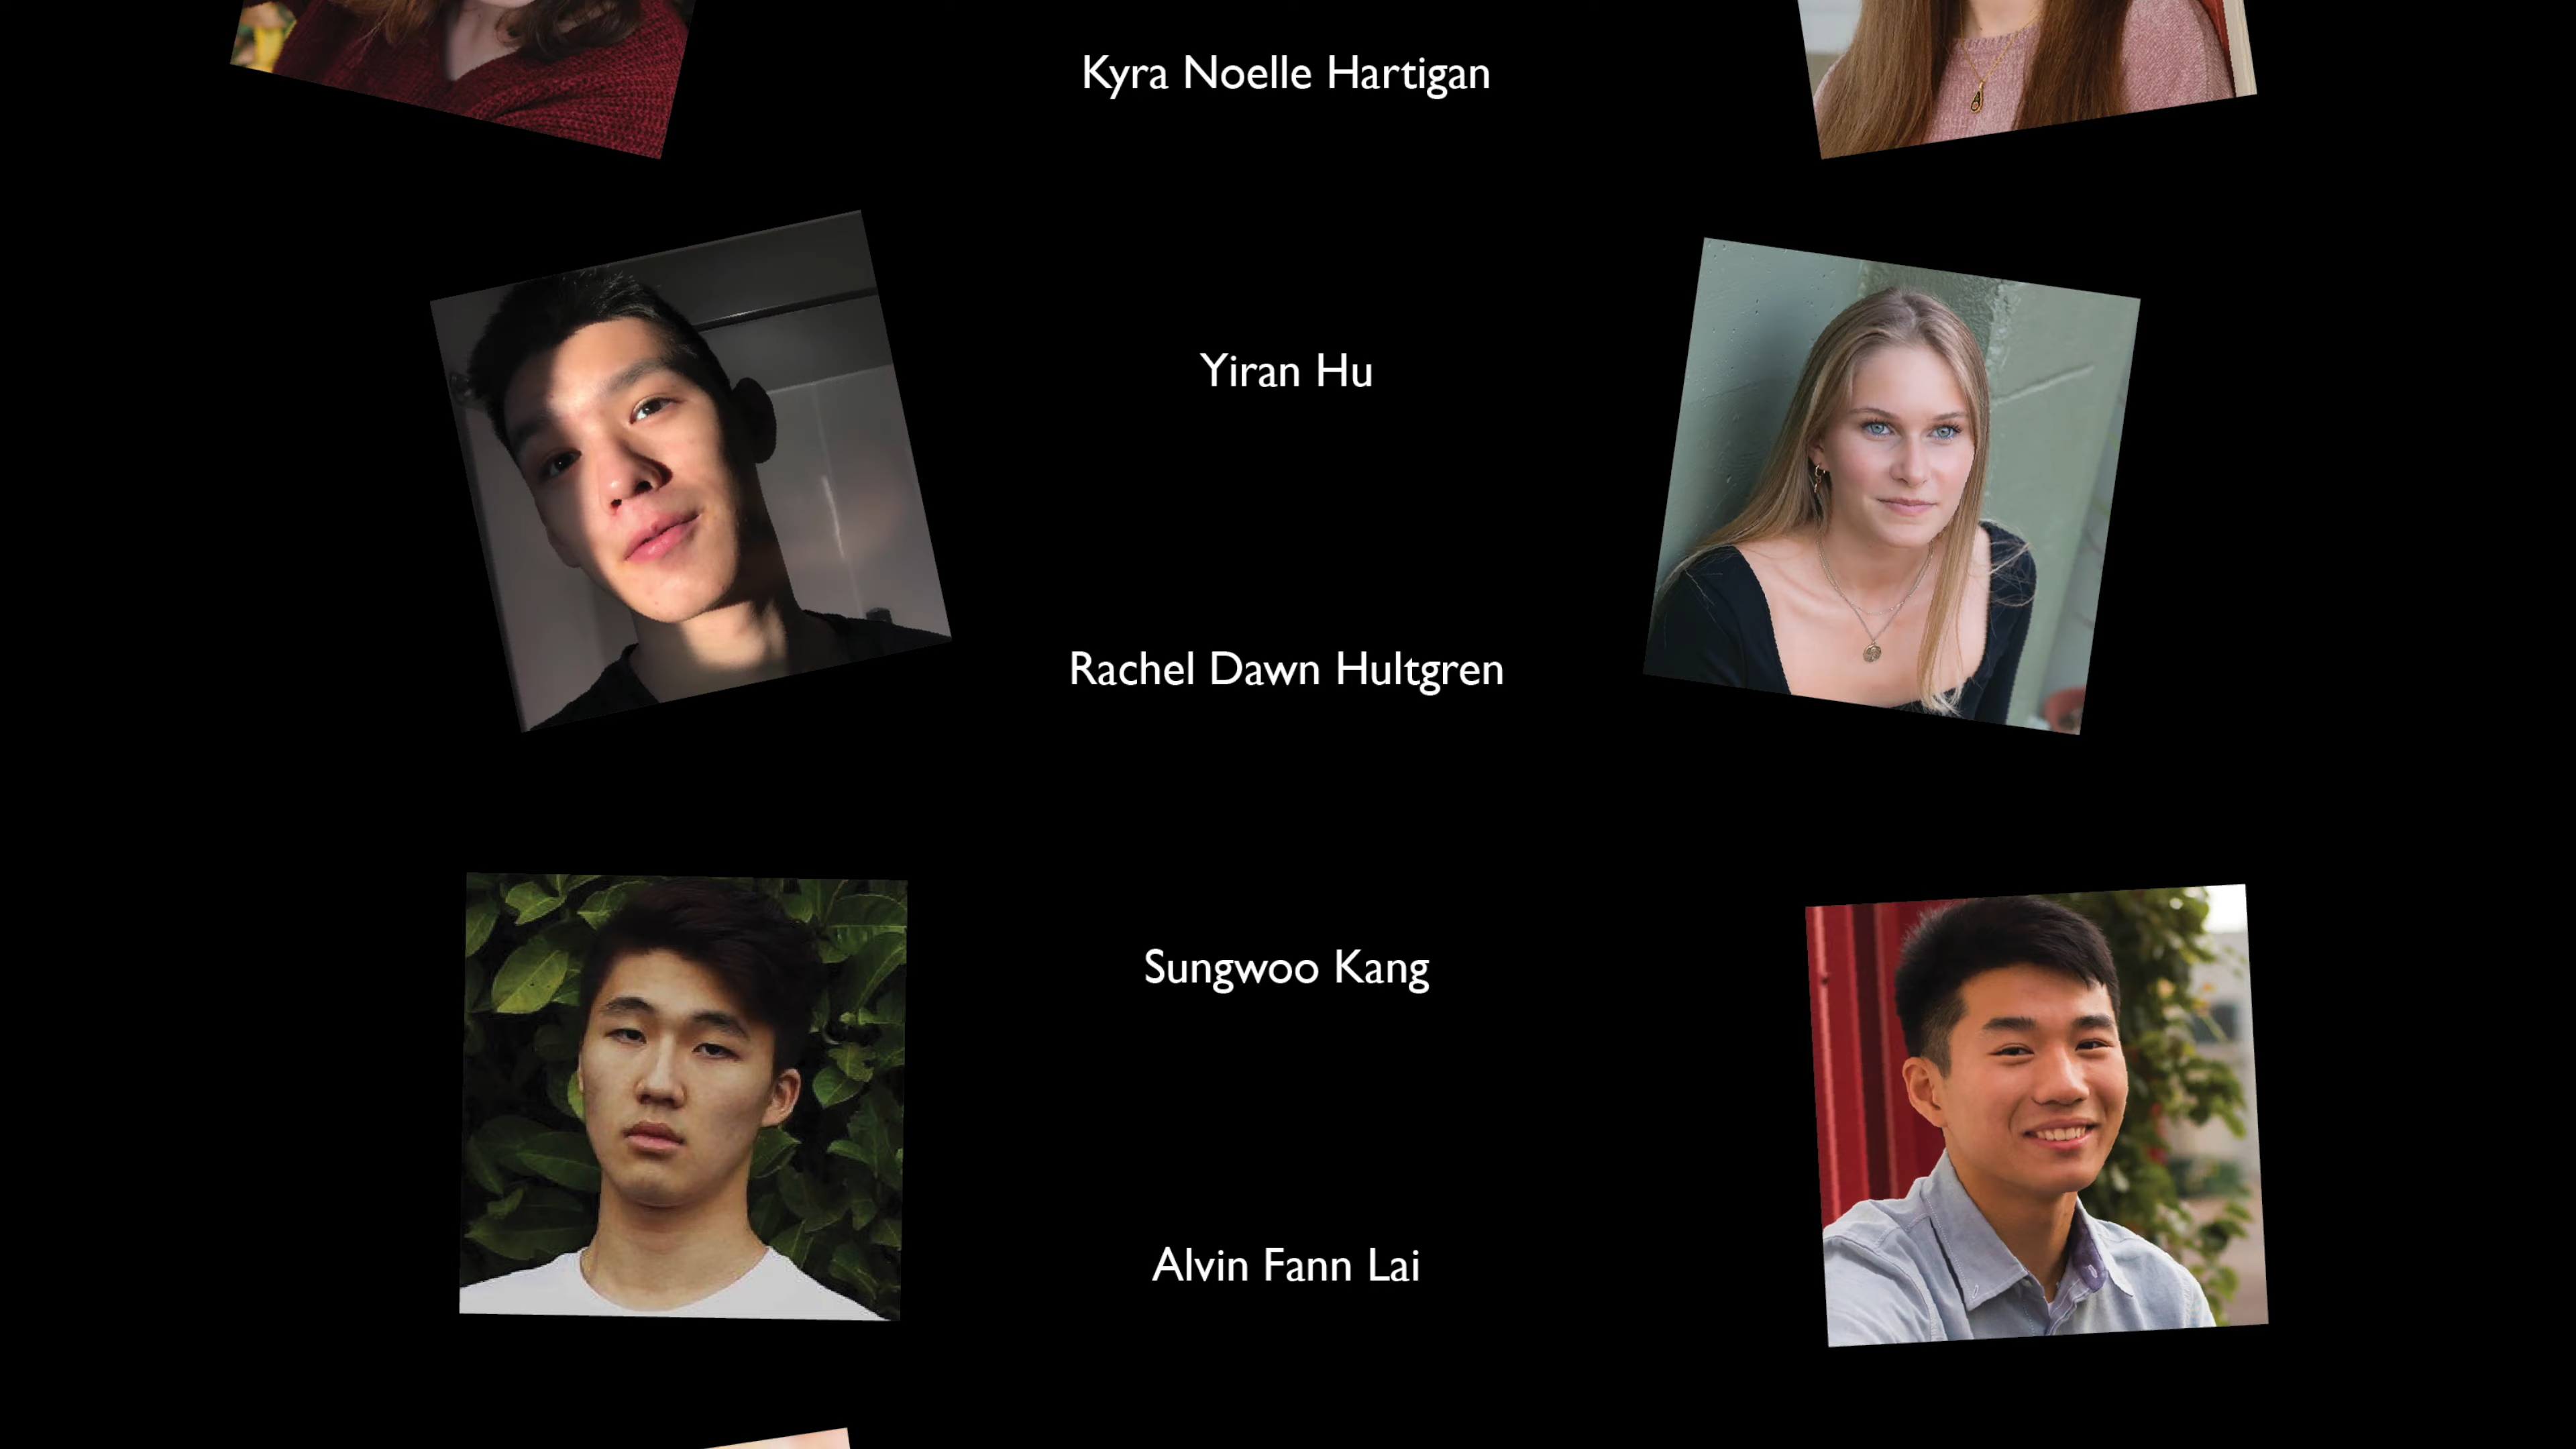 Kyra Noelle Hartigan
Yiran Hu
Rachel Dawn Hultgren
Sungwoo Kang
Alvin Fann Lai